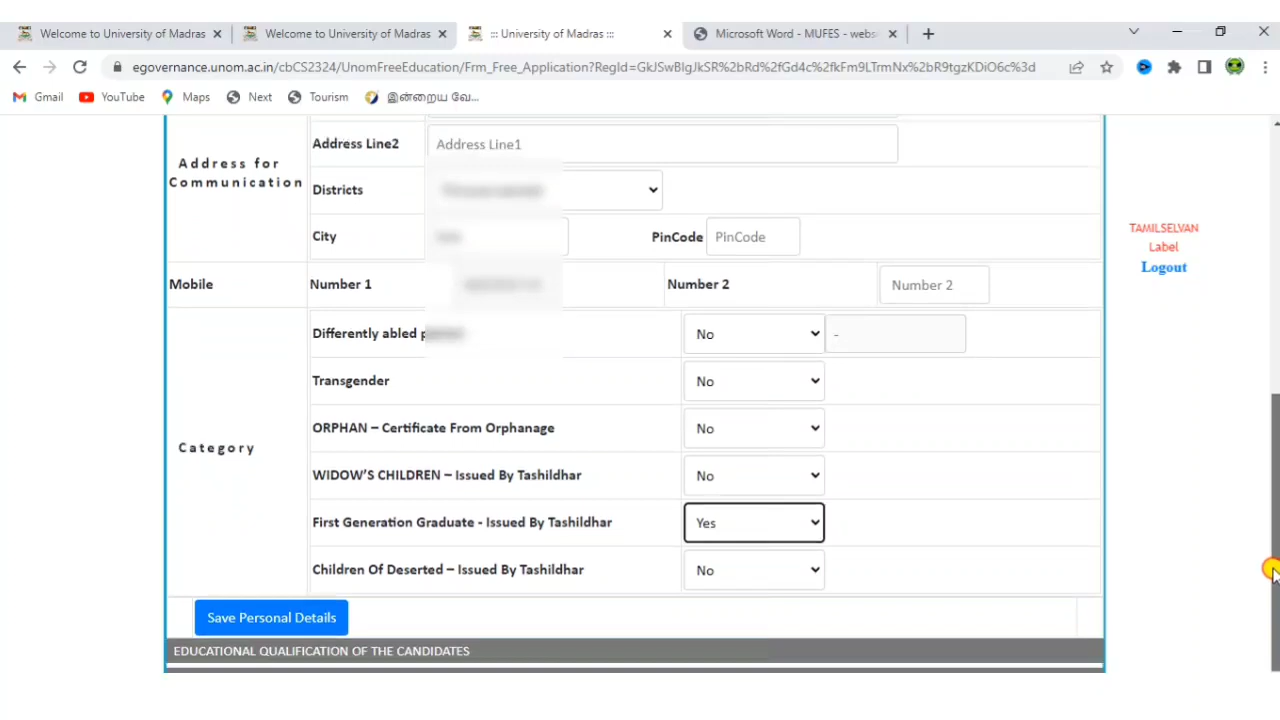 Welcome to University of Madras
Welcome to University of Madras
::: University of Madras :::
Microsoft Word - MUFES - webs
egovernance.unom.ac.in/cbCS2324/UnomFreeEducation/Frm_Free_Application?RegId=GkJSwBIgJkSR%2bRd%2fGd4c%2fkFm9LTrmNx%2bR9tgzKDiO6c%3d
Gmail YouTube Maps Next Tourism இன்றைய வே...
Address Line2 Address Line1
Address for
Communication
Districts
City PinCode PinCode
Mobile Number 1 Number 2 Number 2
Differently abled No -
Transgender No
ORPHAN – Certificate From Orphanage No
Category
WIDOW'S CHILDREN – Issued By Tashildhar No
First Generation Graduate - Issued By Tashildhar Yes
Children Of Deserted – Issued By Tashildhar No
Save Personal Details
EDUCATIONAL QUALIFICATION OF THE CANDIDATES
TAMILSELVAN
Label
Logout